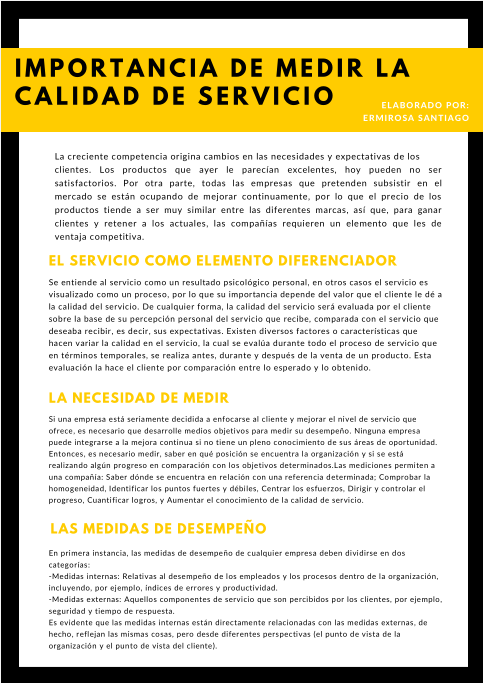 IMPORTANCIA DE MEDIR LA
CALIDAD DE SERVICIO
ELABORADO POR:
ERMIROSA SANTIAGO
La creciente competencia origina cambios en las necesidades y expectativas de los
clientes. Los productos que ayer le parecían excelentes, hoy pueden no ser
satisfactorios. Por otra parte, todas las empresas que pretenden subsistir en el
mercado se están ocupando de mejorar continuamente, por lo que el precio de los
productos tiende a ser muy similar entre las diferentes marcas, así que, para ganar
clientes y retener a los actuales, las compañías requieren un elemento que les de
ventaja competitiva.
EL SERVICIO COMO ELEMENTO DIFERENCIADOR
Se entiende al servicio como un resultado psicológico personal, en otros casos el servicio es
visualizado como un proceso, por lo que su importancia depende del valor que el cliente le dé a
la calidad del servicio. De cualquier forma, la calidad del servicio será evaluada por el cliente
sobre la base de su percepción personal del servicio que recibe, comparada con el servicio que
deseaba recibir, es decir, sus expectativas. Existen diversos factores o características que
hacen variar la calidad en el servicio, la cual se evalúa durante todo el proceso de servicio que
en términos temporales, se realiza antes, durante y después de la venta de un producto. Esta
evaluación la hace el cliente por comparación entre lo esperado y lo obtenido.
LA NECESIDAD DE MEDIR
Si una empresa está seriamente decidida a enfocarse al cliente y mejorar el nivel de servicio que
ofrece, es necesario que desarrolle medios objetivos para medir su desempeño. Ninguna empresa
puede integrarse a la mejora continua si no tiene un pleno conocimiento de sus áreas de oportunidad.
Entonces, es necesario medir, saber en qué posición se encuentra la organización y si se está
realizando algún progreso en comparación con los objetivos determinados.Las mediciones permiten a
una compañía: Saber dónde se encuentra en relación con una referencia determinada; Comprobar la
homogeneidad, Identificar los puntos fuertes y débiles, Centrar los esfuerzos, Dirigir y controlar el
progreso, Cuantificar logros, y Aumentar el conocimiento de la calidad de servicio.
LAS MEDIDAS DE DESEMPEÑO
En primera instancia, las medidas de desempeño de cualquier empresa deben dividirse en dos
categorías:
-Medidas internas: Relativas al desempeño de los empleados y los procesos dentro de la organización,
incluyendo, por ejemplo, índices de errores y productividad.
-Medidas externas: Aquellos componentes de servicio que son percibidos por los clientes, por ejemplo,
seguridad y tiempo de respuesta.
Es evidente que las medidas internas están directamente relacionadas con las medidas externas, de
hecho, reflejan las mismas cosas, pero desde diferentes perspectivas (el punto de vista de la
organización y el punto de vista del cliente).